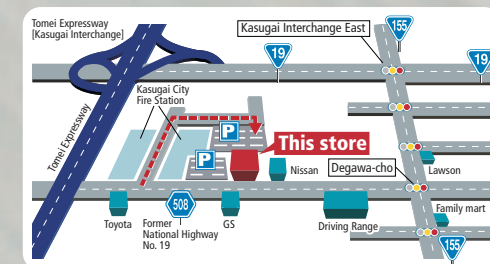 Tomei Expressway
[Kasugai Interchange]
Kasugai Interchange East
155
19
19
Kasugai City
Fire Station
Tomei Expressway
P
This store
P
Nissan
Degawa-cho
Lawson
508
Toyota
Former
National Highway
No. 19
GS
Driving Range
Family mart
155